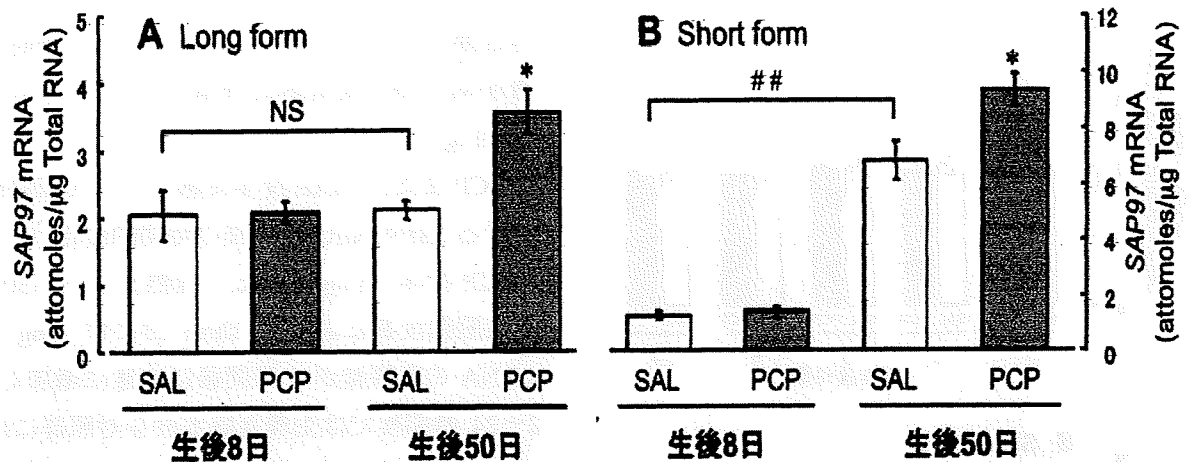 A Long form
SAP97 mRNA
(attomoles/µg Total RNA)
5
4
3
2
1
0
NS
*
SAL
PCP
SAL
PCP
生後8日
生後50日
B Short form
##
*
12
10
8
6
4
2
0
SAP97 mRNA
(attomoles/µg Total RNA)
SAL
PCP
SAL
PCP
生後8日
生後50日